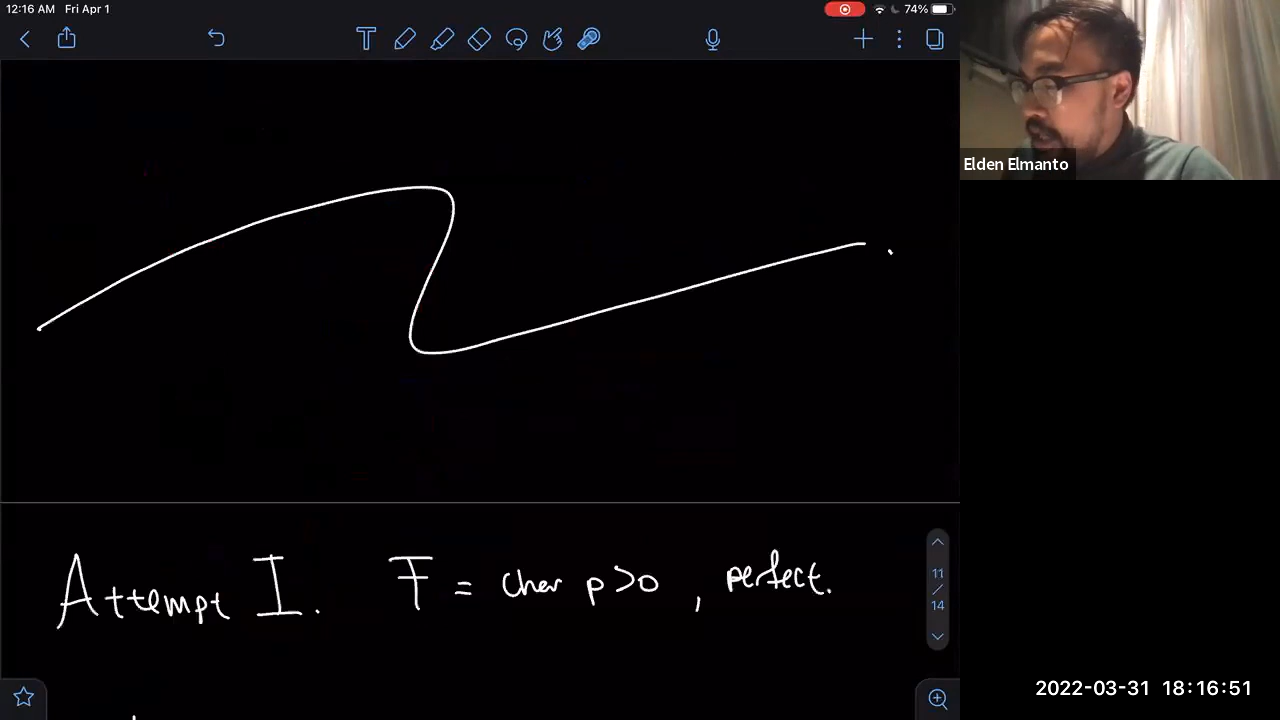 12:16 AM Fri Apr 1
74%
Elden Elmanto
Attempt I. F = char p>0 , perfect.
11
/
14
2022-03-31 18:16:51